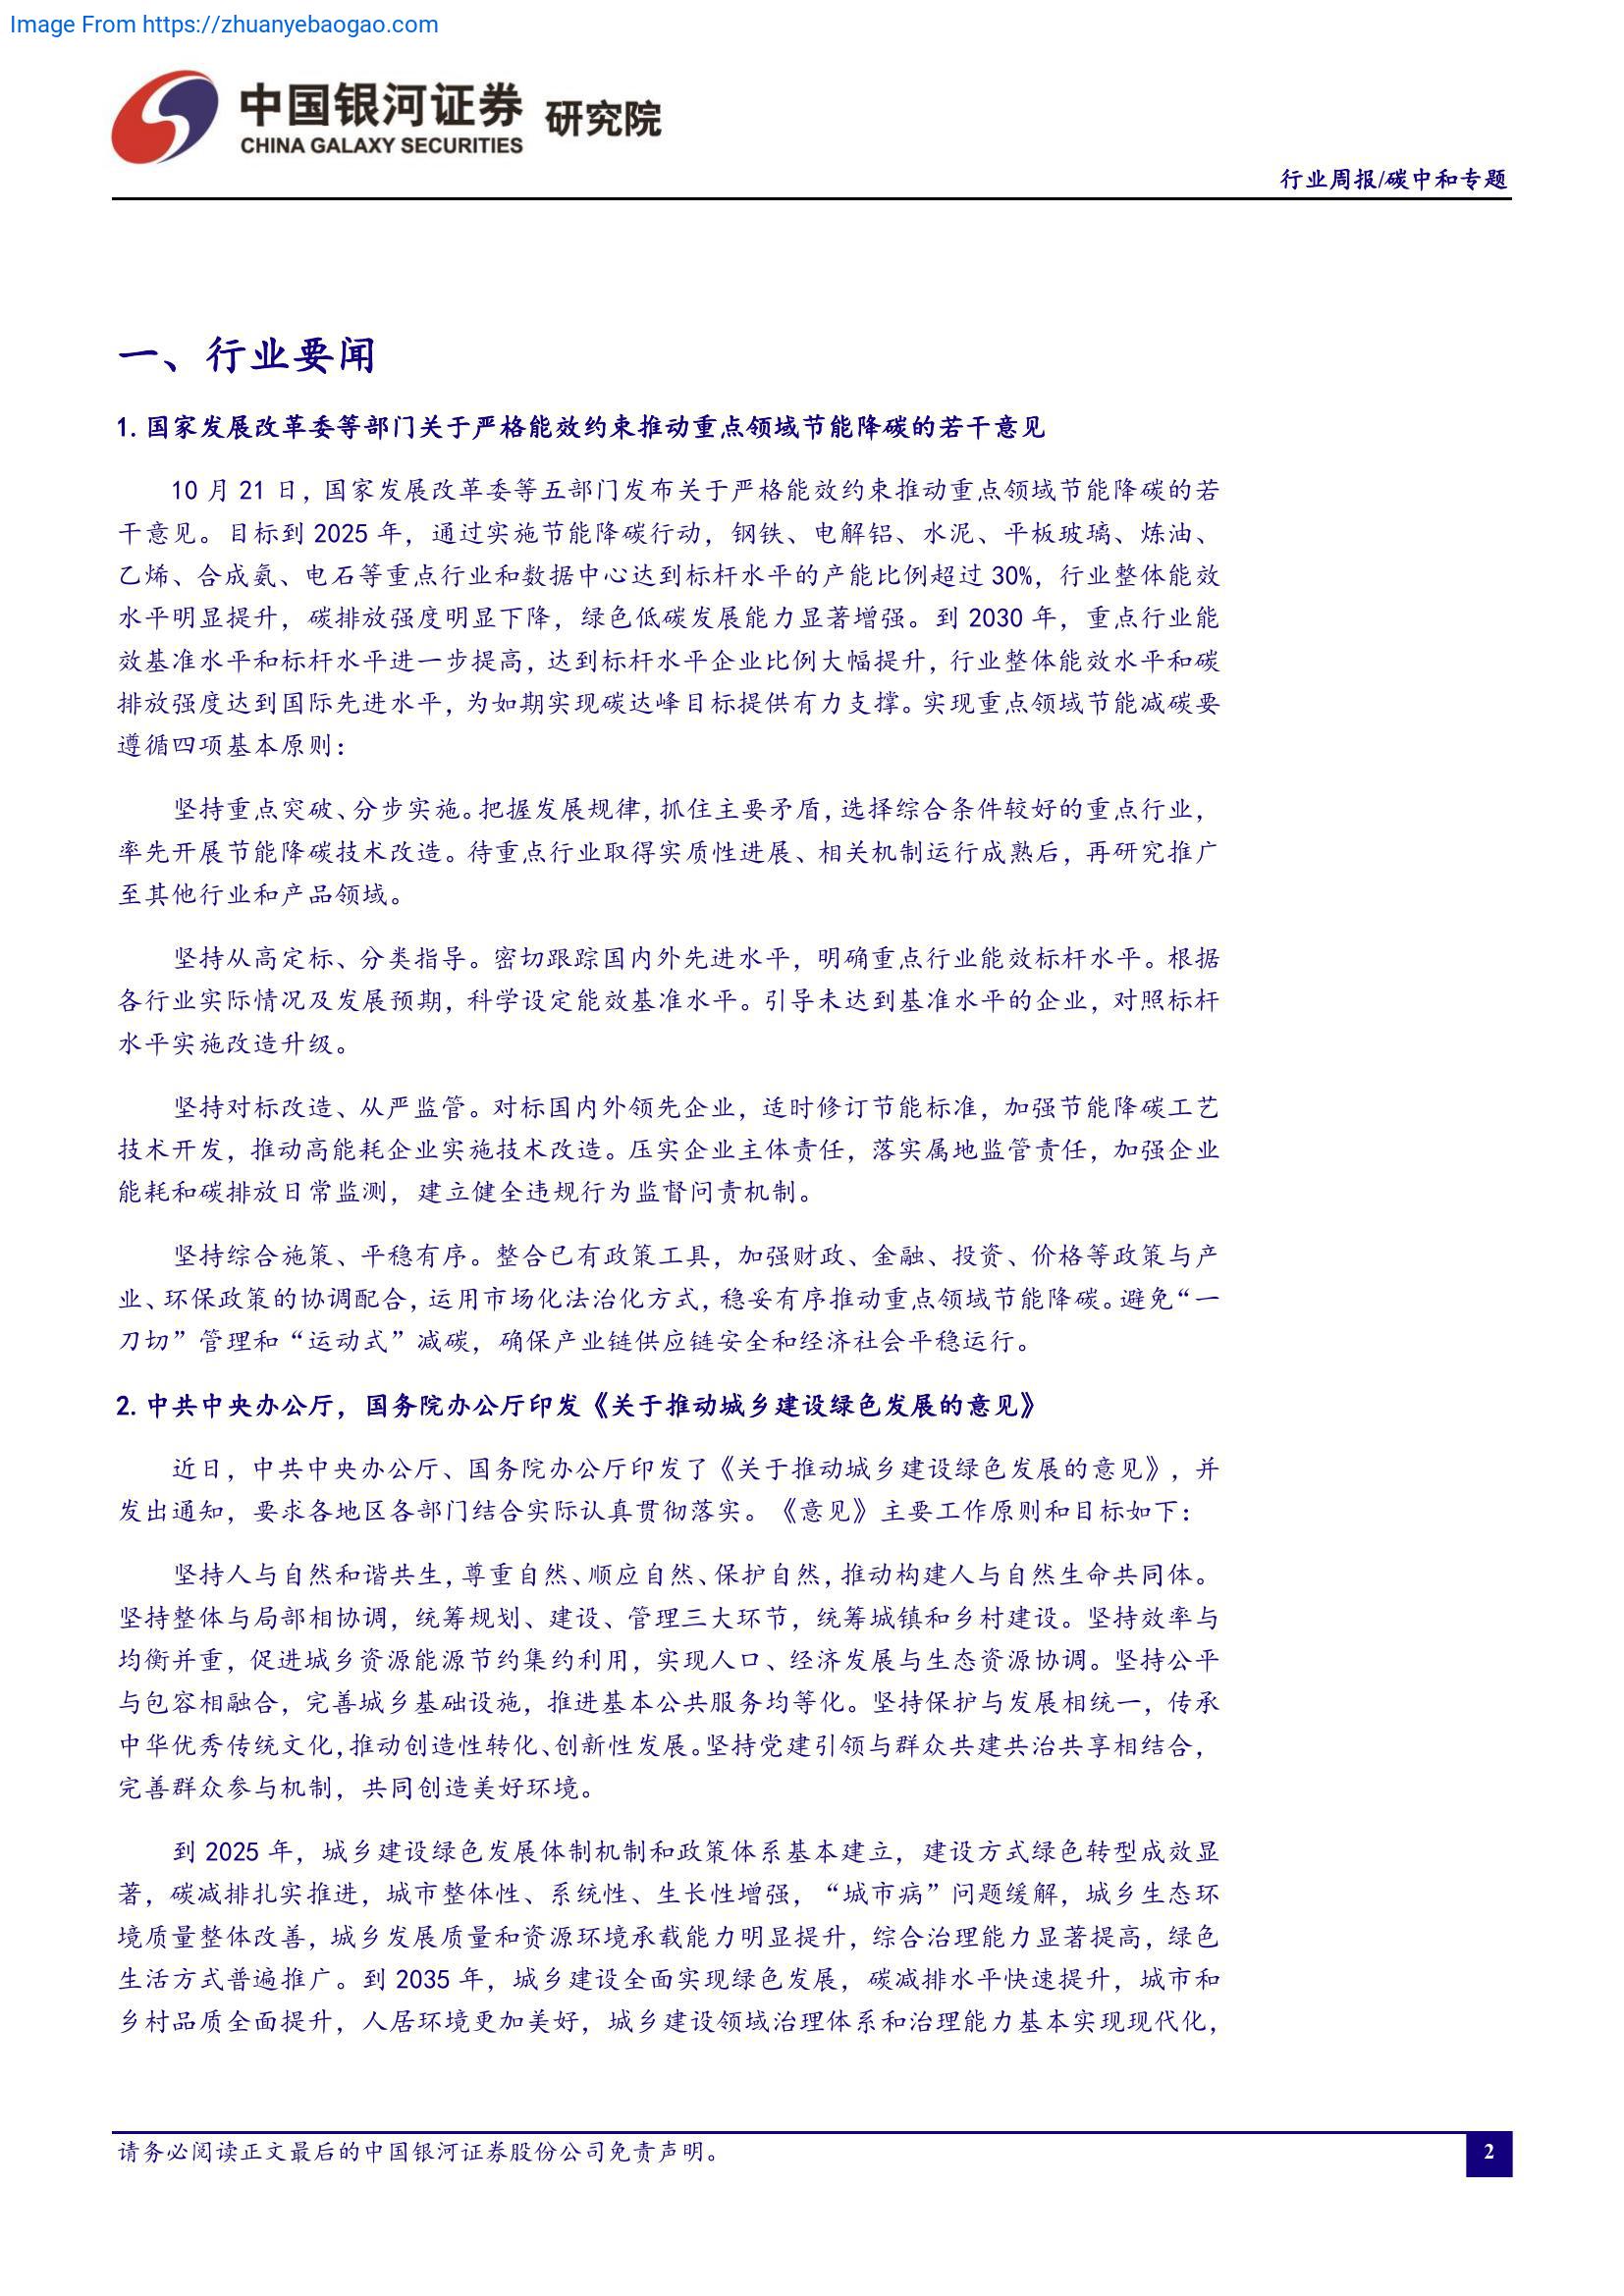 Image From https://zhuanyebaogao.com
中国银河证券 研究院
CHINA GALAXY SECURITIES
行业周报/碳中和专题
一、行业要闻
1.国家发展改革委等部门关于严格能效约束推动重点领域节能降碳的若干意见
10 月 21 日，国家发展改革委等五部门发布关于严格能效约束推动重点领域节能降碳的若
干意见。目标到 2025 年，通过实施节能降碳行动，钢铁、电解铝、水泥、平板玻璃、炼油、
乙烯、合成氨、电石等重点行业和数据中心达到标杆水平的产能比例超过 30%，行业整体能效
水平明显提升，碳排放强度明显下降，绿色低碳发展能力显著增强。到 2030 年，重点行业能
效基准水平和标杆水平进一步提高，达到标杆水平企业比例大幅提升，行业整体能效水平和碳
排放强度达到国际先进水平，为如期实现碳达峰目标提供有力支撑。实现重点领域节能减碳要
遵循四项基本原则：
坚持重点突破、分步实施。把握发展规律，抓住主要矛盾，选择综合条件较好的重点行业，
率先开展节能降碳技术改造。待重点行业取得实质性进展、相关机制运行成熟后，再研究推广
至其他行业和产品领域。
坚持从高定标、分类指导。密切跟踪国内外先进水平，明确重点行业能效标杆水平。根据
各行业实际情况及发展预期，科学设定能效基准水平。引导未达到基准水平的企业，对照标杆
水平实施改造升级。
坚持对标改造、从严监管。对标国内外领先企业，适时修订节能标准，加强节能降碳工艺
技术开发，推动高能耗企业实施技术改造。压实企业主体责任，落实属地监管责任，加强企业
能耗和碳排放日常监测，建立健全违规行为监督问责机制。
坚持综合施策、平稳有序。整合已有政策工具，加强财政、金融、投资、价格等政策与产
业、环保政策的协调配合，运用市场化法治化方式，稳妥有序推动重点领域节能降碳。避免“一
刀切”管理和“运动式”减碳，确保产业链供应链安全和经济社会平稳运行。
2.中共中央办公厅，国务院办公厅印发《关于推动城乡建设绿色发展的意见》
近日，中共中央办公厅、国务院办公厅印发了《关于推动城乡建设绿色发展的意见》，并
发出通知，要求各地区各部门结合实际认真贯彻落实。《意见》主要工作原则和目标如下：
坚持人与自然和谐共生，尊重自然、顺应自然、保护自然，推动构建人与自然生命共同体。
坚持整体与局部相协调，统筹规划、建设、管理三大环节，统筹城镇和乡村建设。坚持效率与
均衡并重，促进城乡资源能源节约集约利用，实现人口、经济发展与生态资源协调。坚持公平
与包容相融合，完善城乡基础设施，推进基本公共服务均等化。坚持保护与发展相统一，传承
中华优秀传统文化，推动创造性转化、创新性发展。坚持党建引领与群众共建共治共享相结合，
完善群众参与机制，共同创造美好环境。
到 2025 年，城乡建设绿色发展体制机制和政策体系基本建立，建设方式绿色转型成效显
著，碳减排扎实推进，城市整体性、系统性、生长性增强，“城市病”问题缓解，城乡生态环
境质量整体改善，城乡发展质量和资源环境承载能力明显提升，综合治理能力显著提高，绿色
生活方式普遍推广。到 2035 年，城乡建设全面实现绿色发展，碳减排水平快速提升，城市和
乡村品质全面提升，人居环境更加美好，城乡建设领域治理体系和治理能力基本实现现代化，
请务必阅读正文最后的中国银河证券股份公司免责声明。
2